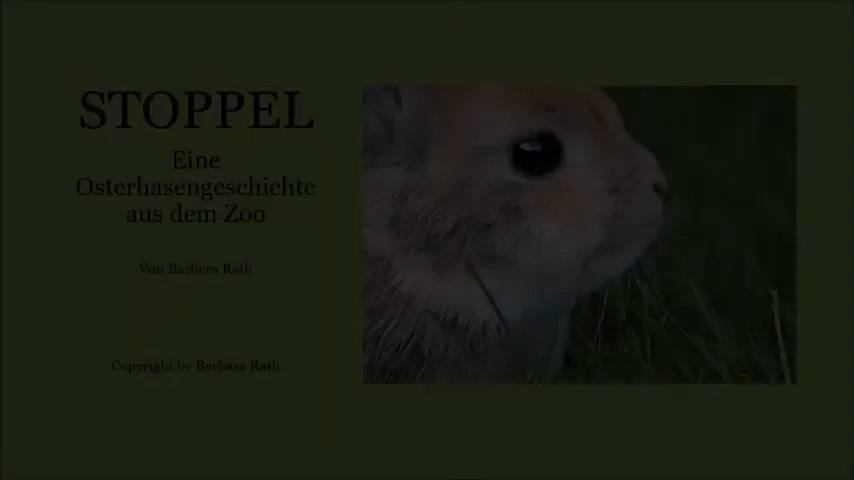 STOPPEL
Eine
Osterhasengeschichte
aus dem Zoo
Von Barbara Rath
Copyright by Barbara Rath